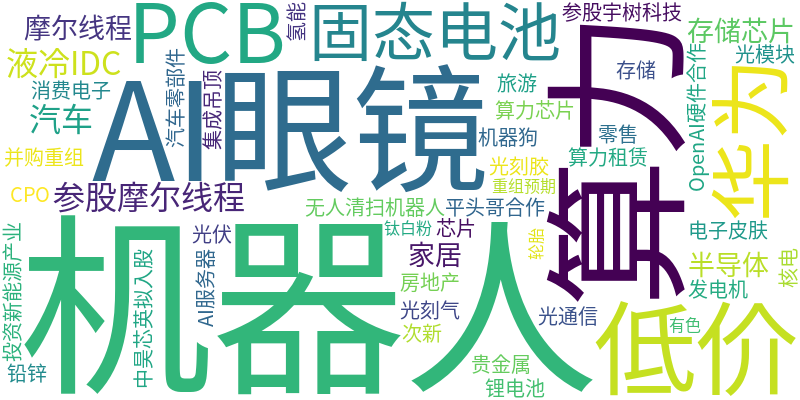 摩尔线程
PCB
氢能
固态电池
参股宇树科技
存储芯片
液冷IDC
汽车零部件
集成吊顶
光模块
消费电子
AI眼镜
旅游
存储
算力
OpenAI硬件合作
华为
汽车
算力芯片
并购重组
机器狗
零售
CPO
参股摩尔线程
光刻胶
算力租赁
重组预期
无人清扫机器人
平头哥合作
投资新能源产业
中昊芯英拟入股
光伏
AI服务器
钛白粉
芯片
轮胎
电子皮肤
机器人
家居
半导体
核电
房地产
发电机
低价
光刻气
光通信
次新
有色
铅锌
贵金属
锂电池